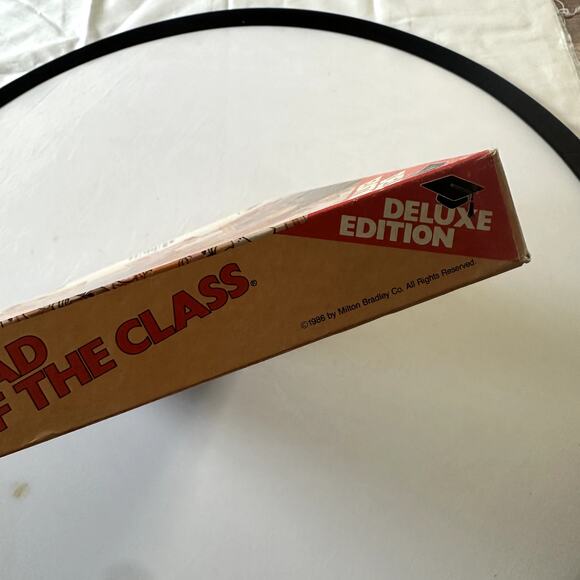 AD
F THE CLASS®
DELUXE
EDITION
©1986 by Milton Bradley Co. All Rights Reserved.